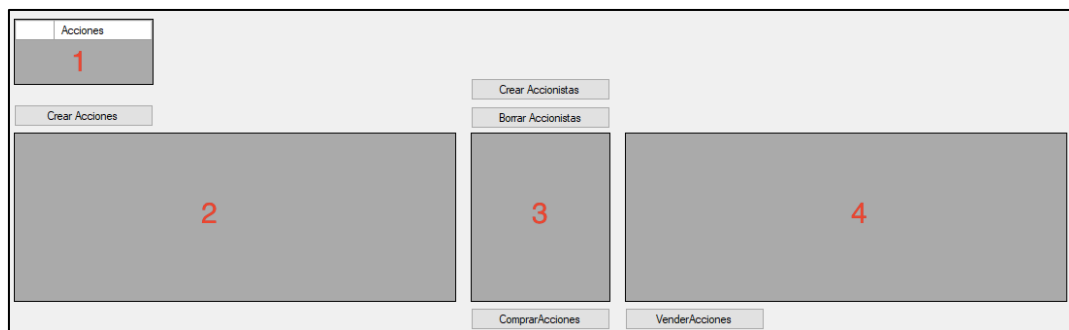 Acciones
1
Crear Accionistas
Crear Acciones
Borrar Accionistas
2
3
4
ComprarAcciones
VenderAcciones